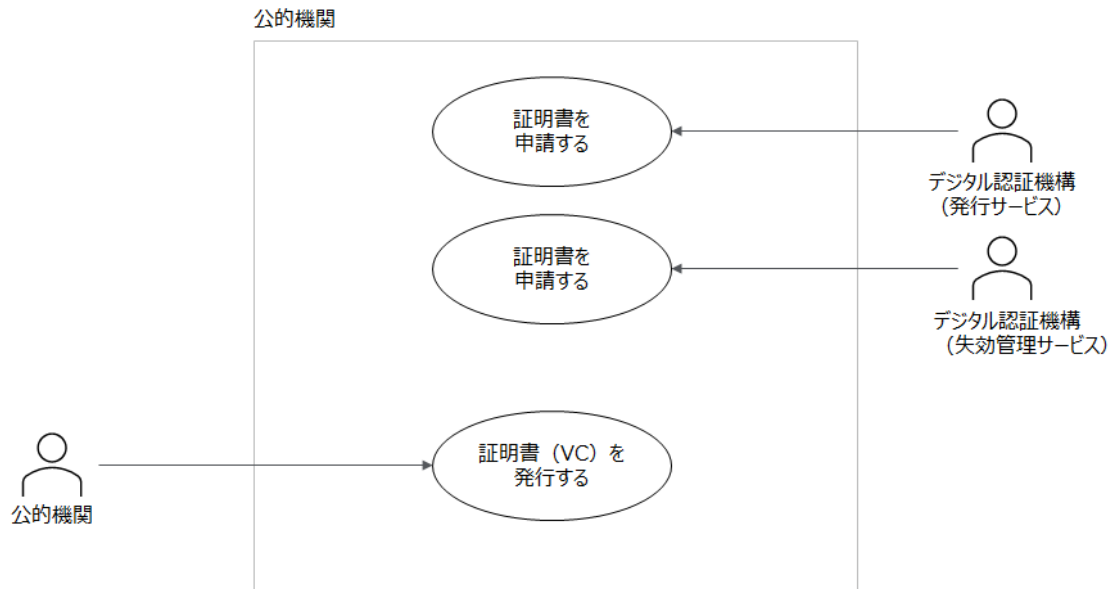 公的機関
証明書を
申請する
デジタル認証機構
（発行サービス）
証明書を
申請する
デジタル認証機構
（失効管理サービス）
証明書（VC）を
発行する
公的機関